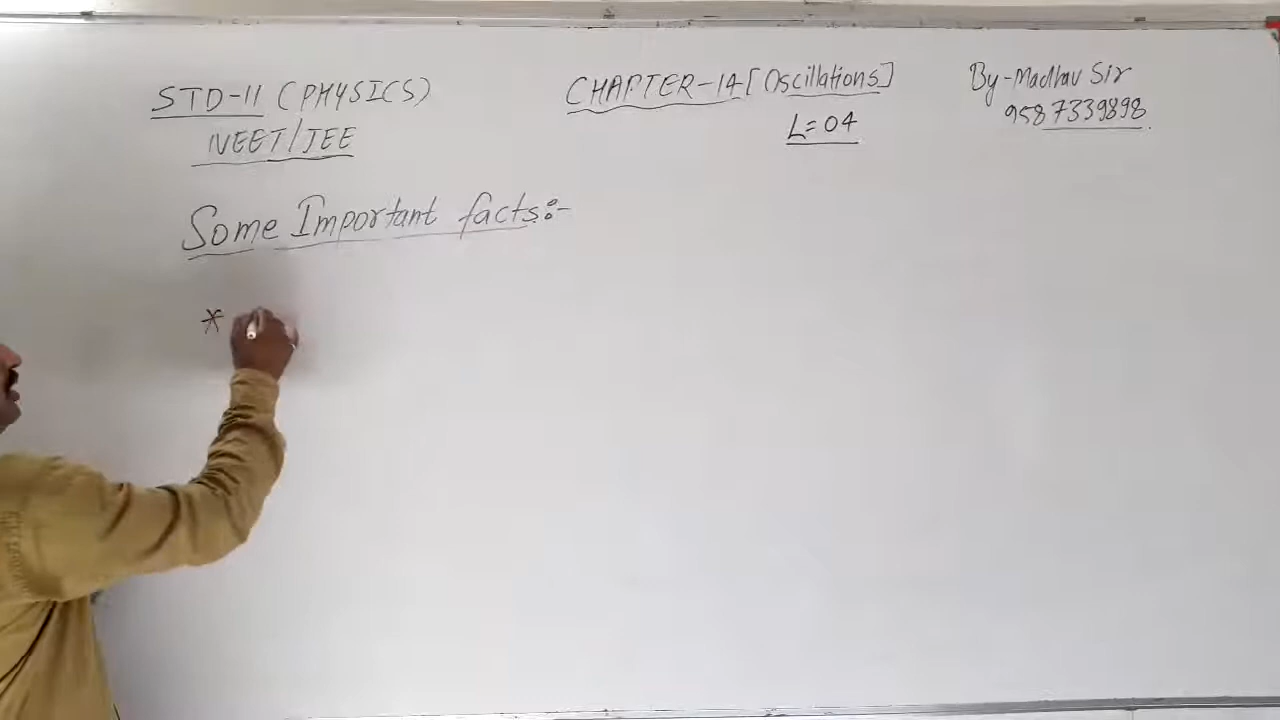 STD-11 (PHYSICS)
NEET/JEE
CHAPTER-14 [Oscillations]
L=04
By-Madhav Sir
9587339898
Some Important facts:-
*